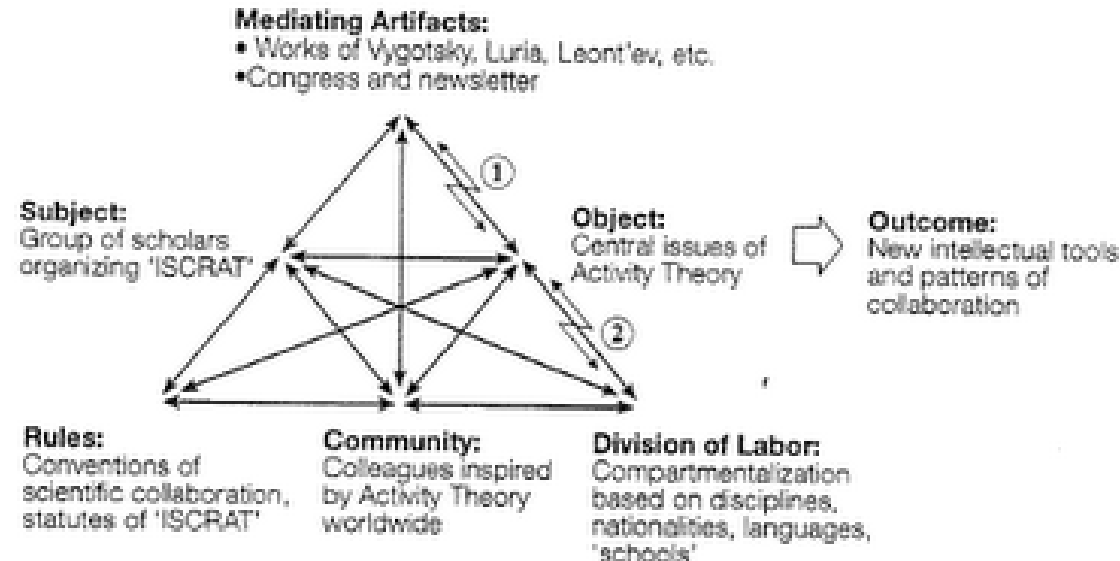 Mediating Artifacts:
• Works of Vygotsky, Luria, Leont'ev, etc.
•Congress and newsletter
①
Subject:
Group of scholars
organizing 'ISCRAT'
Object:
Central issues of
Activity Theory
Outcome:
New intellectual tools
and patterns of
collaboration
②
Rules:
Conventions of
scientific collaboration,
statutes of 'ISCRAT'
Community:
Colleagues inspired
by Activity Theory
worldwide
Division of Labor:
Compartmentalization
based on disciplines,
nationalities, languages,
'schools'